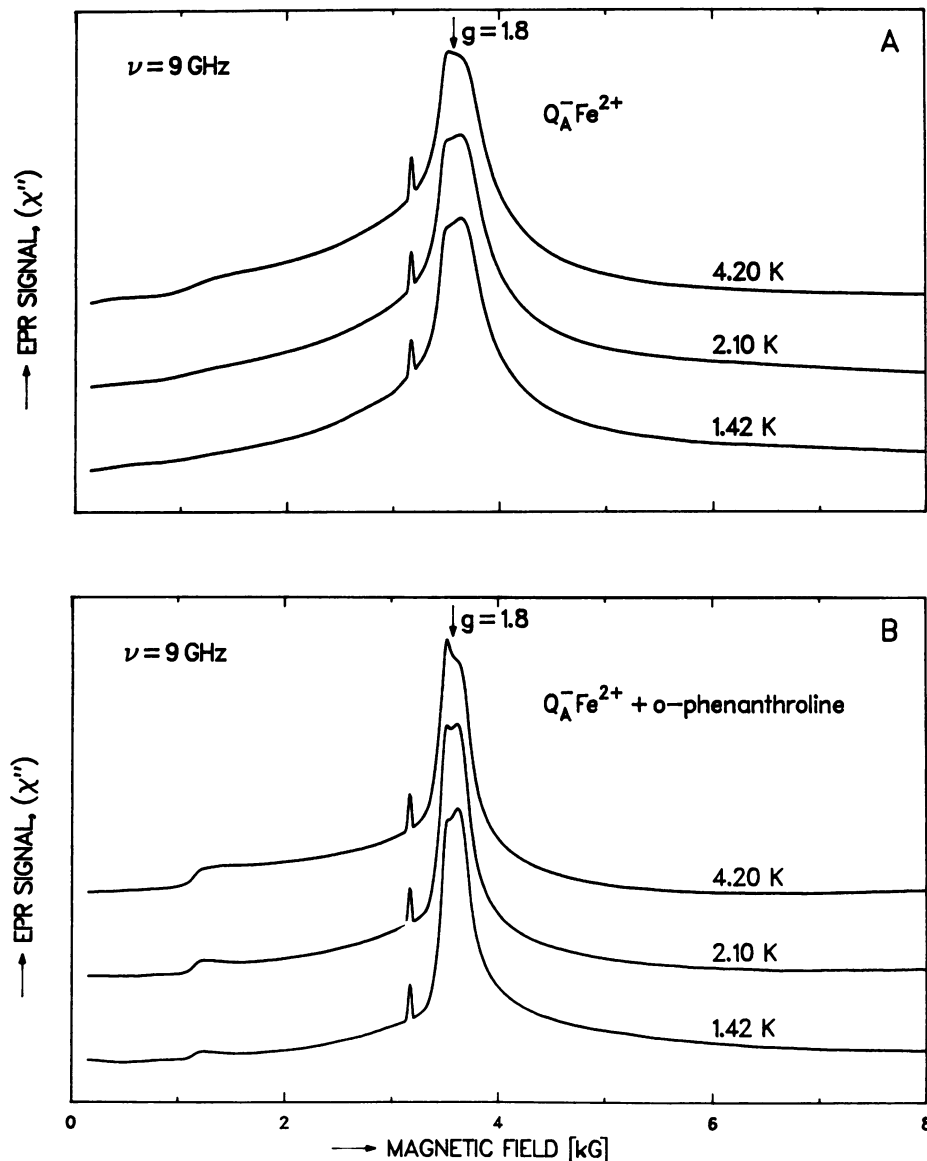 g=1.8
A
ν = 9 GHz
Q_A^- Fe^2+
4.20 K
2.10 K
1.42 K
→ EPR SIGNAL, (χ'')
g=1.8
B
ν = 9 GHz
Q_A^- Fe^2+ + o-phenanthroline
4.20 K
2.10 K
1.42 K
→ EPR SIGNAL, (χ'')
0 2 4 6 8
→ MAGNETIC FIELD [kG]